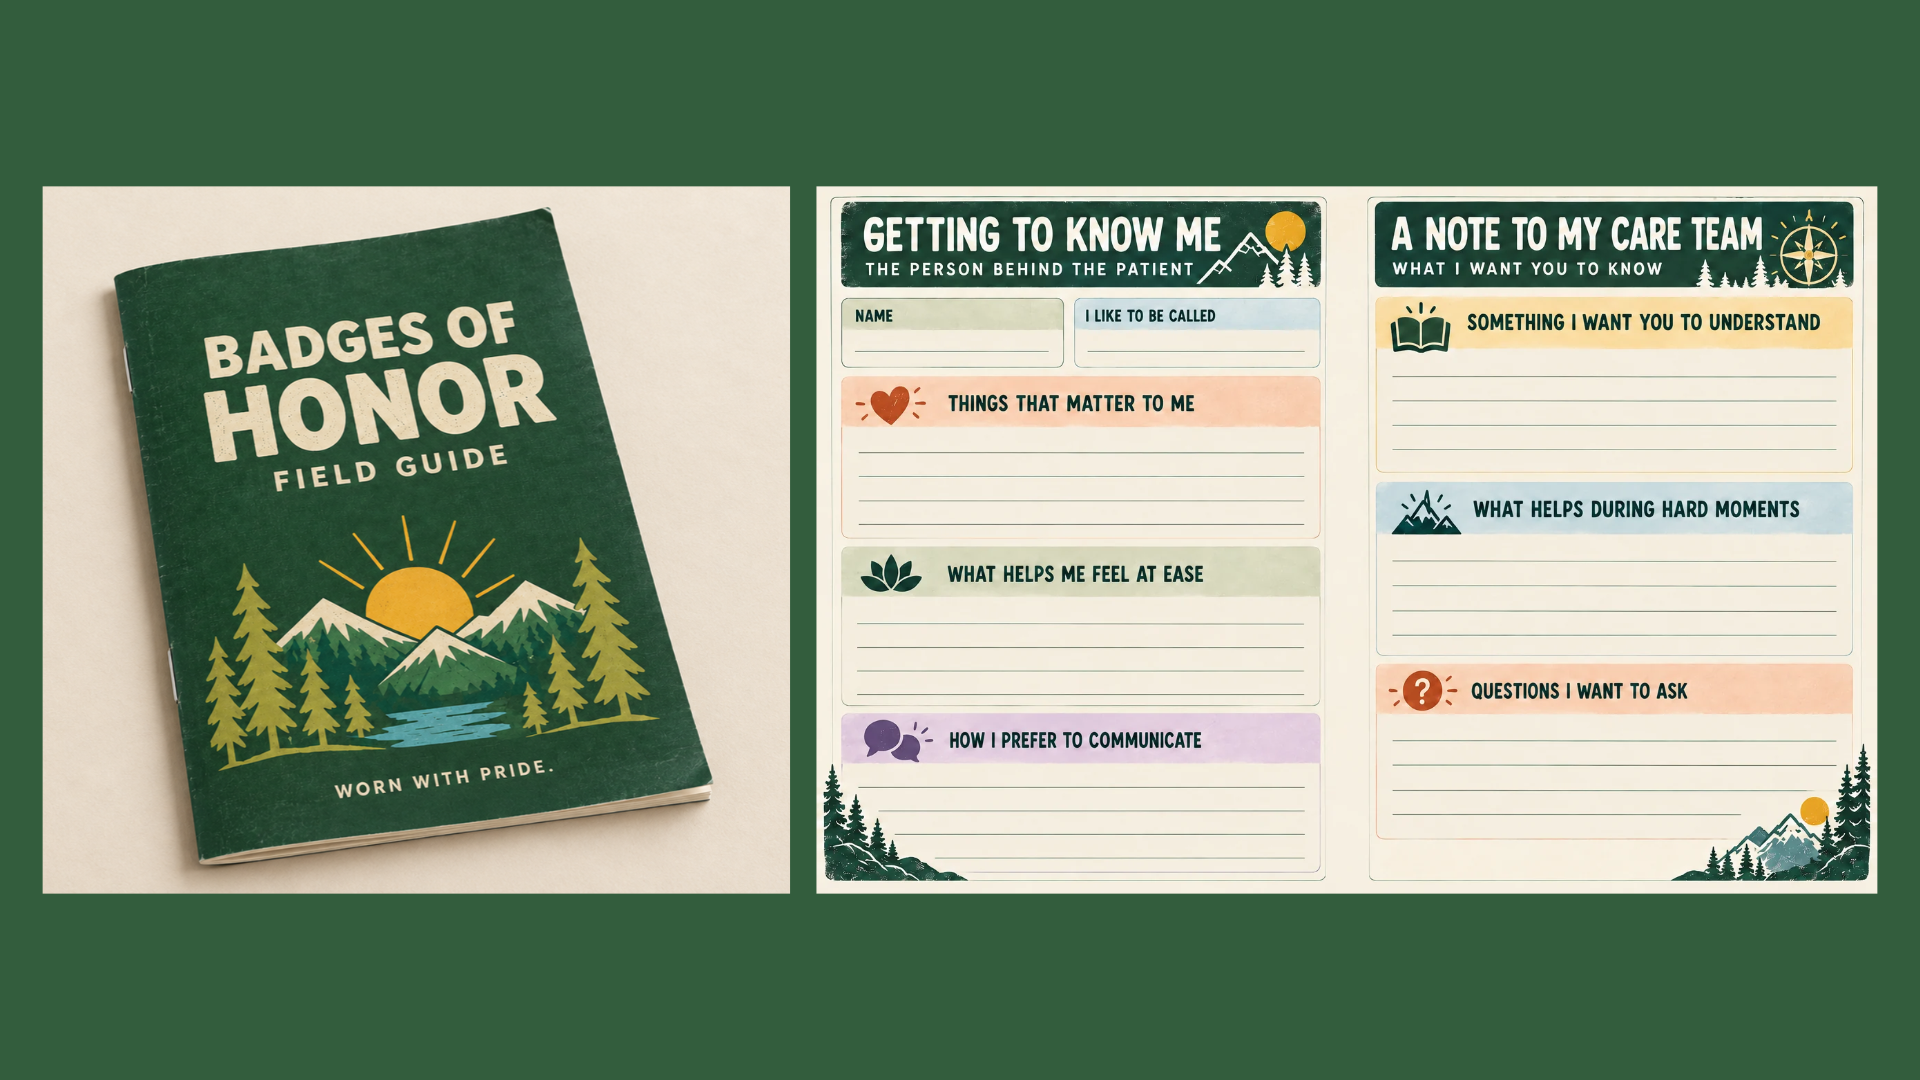 BADGES OF
HONOR
FIELD GUIDE
WORN WITH PRIDE.
GETTING TO KNOW ME
THE PERSON BEHIND THE PATIENT
NAME
I LIKE TO BE CALLED
THINGS THAT MATTER TO ME
WHAT HELPS ME FEEL AT EASE
HOW I PREFER TO COMMUNICATE
A NOTE TO MY CARE TEAM
WHAT I WANT YOU TO KNOW
SOMETHING I WANT YOU TO UNDERSTAND
WHAT HELPS DURING HARD MOMENTS
?
QUESTIONS I WANT TO ASK